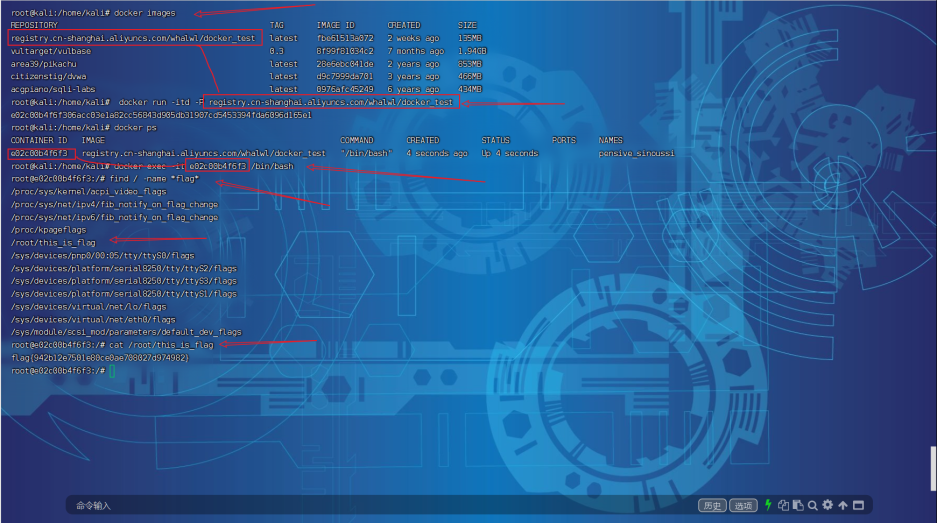 root@kali:/home/kali# docker images
REPOSITORY TAG IMAGE ID CREATED SIZE
registry.cn-shanghai.aliyuncs.com/whalwl/docker_test latest fbe61513a072 2 weeks ago 135MB
vultarget/vulbase 0.3 8f99f81034c2 7 months ago 1.94GB
area39/pikachu latest 28e6ebc041de 2 years ago 853MB
citizenstig/dvwa latest d9c7999da701 3 years ago 466MB
acgpiano/sqli-labs latest 0976afc45249 6 years ago 434MB
root@kali:/home/kali# docker run -itd -P registry.cn-shanghai.aliyuncs.com/whalwl/docker_test
root@kali:/home/kali# docker ps
CONTAINER ID IMAGE COMMAND CREATED STATUS PORTS NAMES
e02c00b4f6f3 registry.cn-shanghai.aliyuncs.com/whalwl/docker_test "/bin/bash" 4 seconds ago Up 4 seconds pensive_sinoussi
root@kali:/home/kali# docker exec -it e02c00b4f6f3 /bin/bash
root@e02c00b4f6f3:/# find / -name *flag*
/proc/sys/kernel/acpi_video_flags
/proc/sys/net/ipv4/fib_notify_on_flag_change
/proc/sys/net/ipv6/fib_notify_on_flag_change
/proc/kpageflags
/root/this_is_flag
/sys/devices/pnp0/00:05/tty/ttyS0/flags
/sys/devices/platform/serial8250/tty/ttyS2/flags
/sys/devices/platform/serial8250/tty/ttyS3/flags
/sys/devices/platform/serial8250/tty/ttyS1/flags
/sys/devices/virtual/net/lo/flags
/sys/devices/virtual/net/eth0/flags
/sys/module/scsi_mod/parameters/default_dev_flags
root@e02c00b4f6f3:/# cat /root/this_is_flag
flag{942b12e7501e80ce0ae708027d974982}
root@e02c00b4f6f3:/#
命令输入 历史 选项